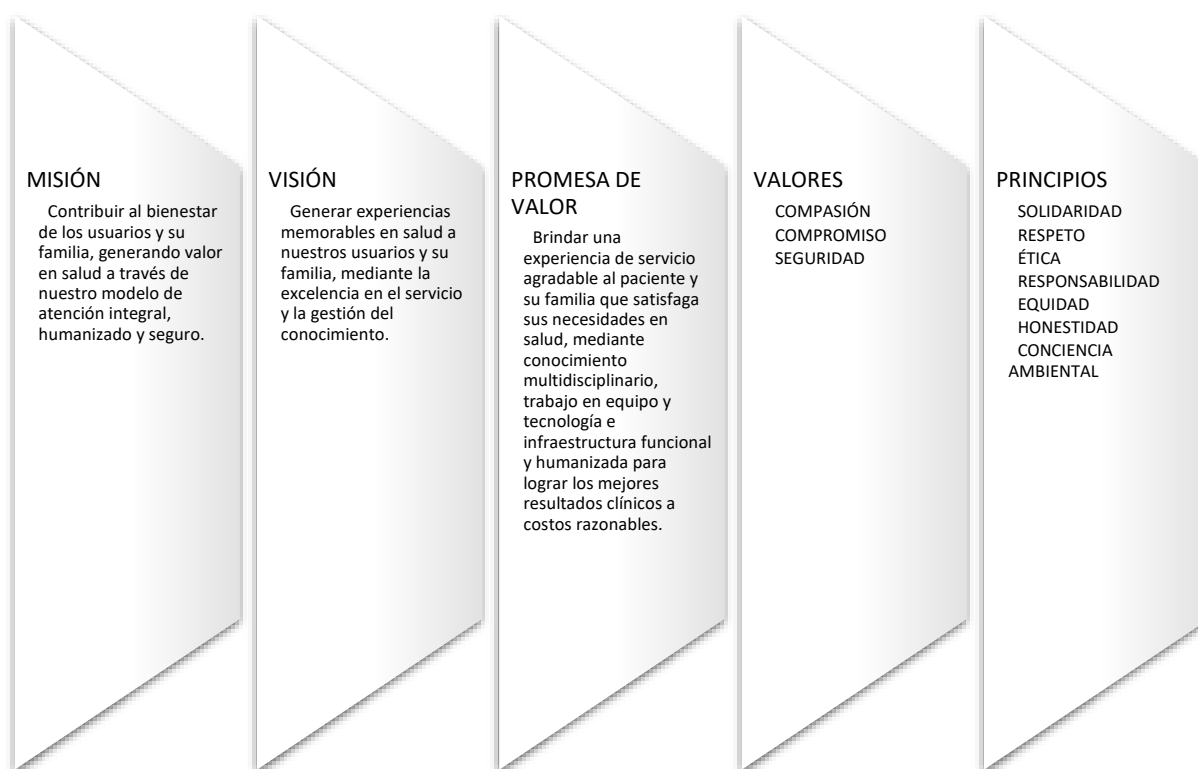 MISIÓN
Contribuir al bienestar
de los usuarios y su
familia, generando valor
en salud a través de
nuestro modelo de
atención integral,
humanizado y seguro.
VISIÓN
Generar experiencias
memorables en salud a
nuestros usuarios y su
familia, mediante la
excelencia en el servicio
y la gestión del
conocimiento.
PROMESA DE
VALOR
Brindar una
experiencia de servicio
agradable al paciente y
su familia que satisfaga
sus necesidades en
salud, mediante
conocimiento
multidisciplinario,
trabajo en equipo y
tecnología e
infraestructura funcional
y humanizada para
lograr los mejores
resultados clínicos a
costos razonables.
VALORES
COMPASIÓN
COMPROMISO
SEGURIDAD
PRINCIPIOS
SOLIDARIDAD
RESPETO
ÉTICA
RESPONSABILIDAD
EQUIDAD
HONESTIDAD
CONCIENCIA
AMBIENTAL